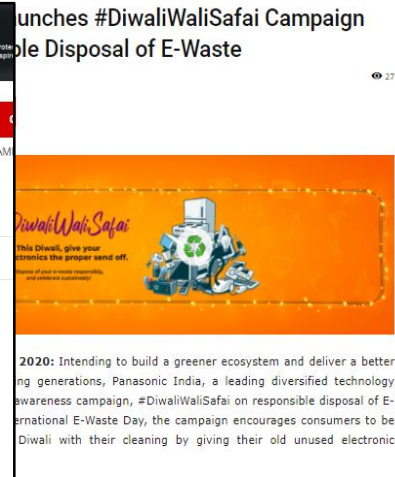 unches #DiwaliWaliSafai Campaign
ble Disposal of E-Waste
27
DiwaliWaliSafai
This Diwali, give your
ctronics the proper send off.
Dispose of your e-waste responsibly,
and celebrate sustainably!
2020: Intending to build a greener ecosystem and deliver a better
ing generations, Panasonic India, a leading diversified technology
awareness campaign, #DiwaliWaliSafai on responsible disposal of E-
ernational E-Waste Day, the campaign encourages consumers to be
Diwali with their cleaning by giving their old unused electronic